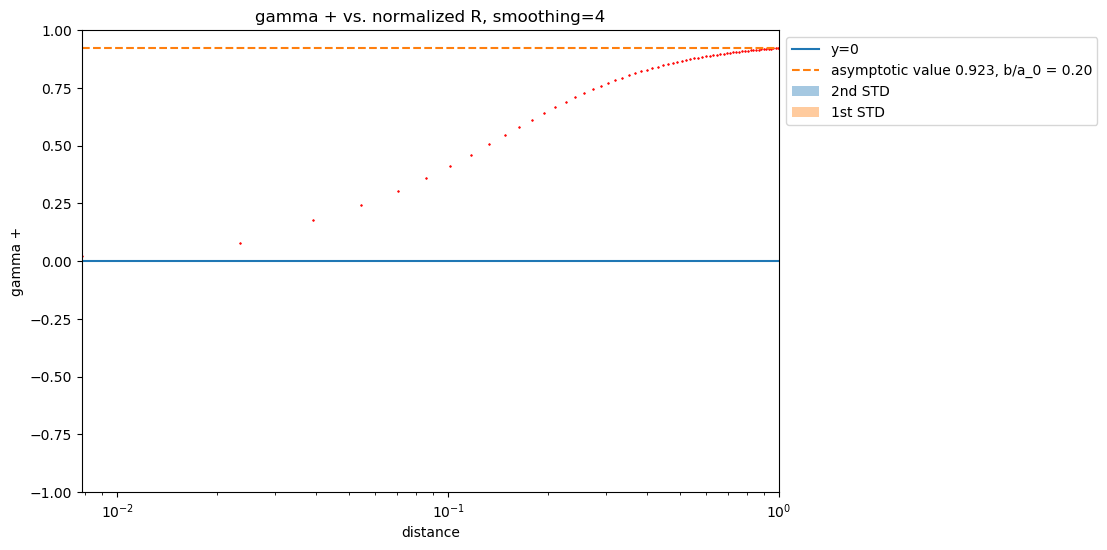 gamma + vs. normalized R, smoothing=4
1.00
0.75
0.50
0.25
0.00
−0.25
−0.50
−0.75
−1.00
gamma +
10⁻²
10⁻¹
10⁰
distance
y=0
asymptotic value 0.923, b/a_0 = 0.20
2nd STD
1st STD